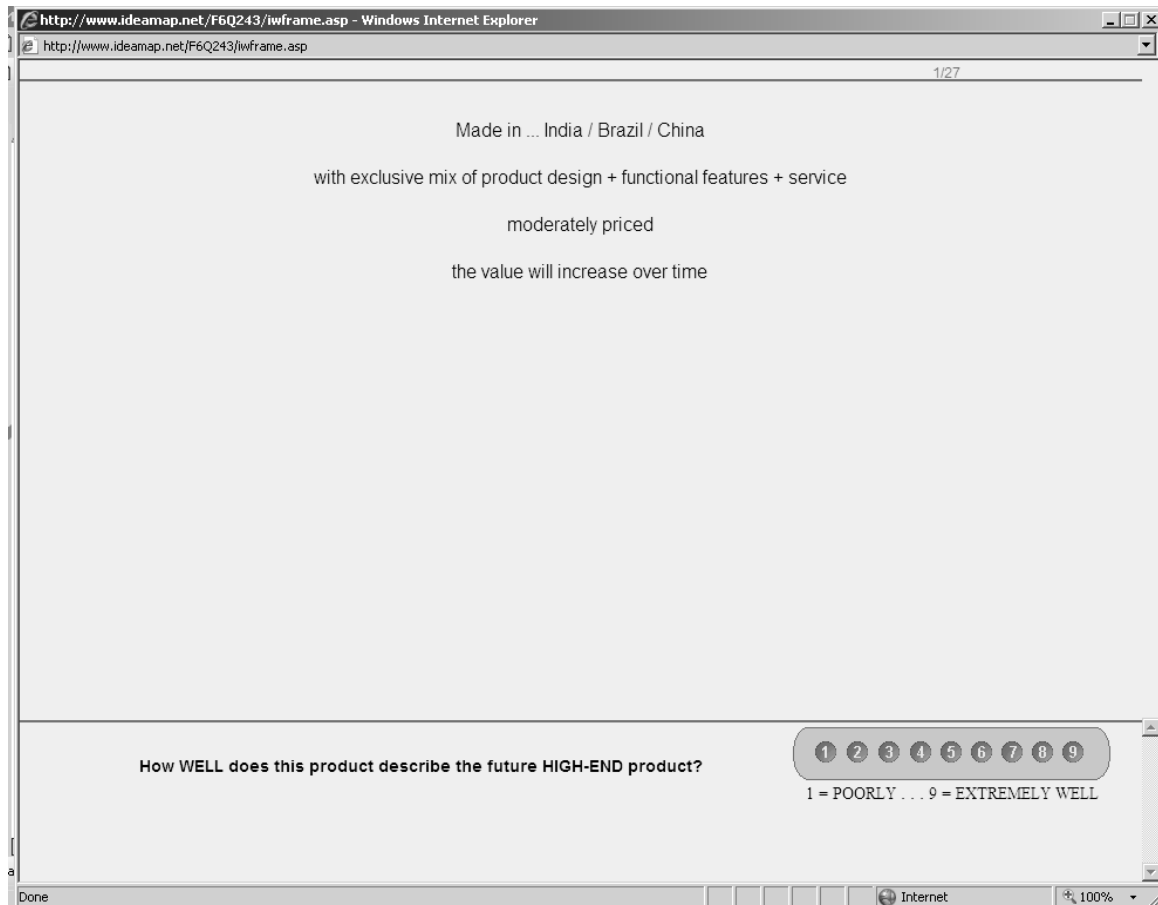 http://www.ideamap.net/F6Q243/iwframe.asp - Windows Internet Explorer
http://www.ideamap.net/F6Q243/iwframe.asp
1/27
Made in ... India / Brazil / China
with exclusive mix of product design + functional features + service
moderately priced
the value will increase over time
How WELL does this product describe the future HIGH-END product?
1 2 3 4 5 6 7 8 9
1 = POORLY . . . 9 = EXTREMELY WELL
Done
Internet
100%